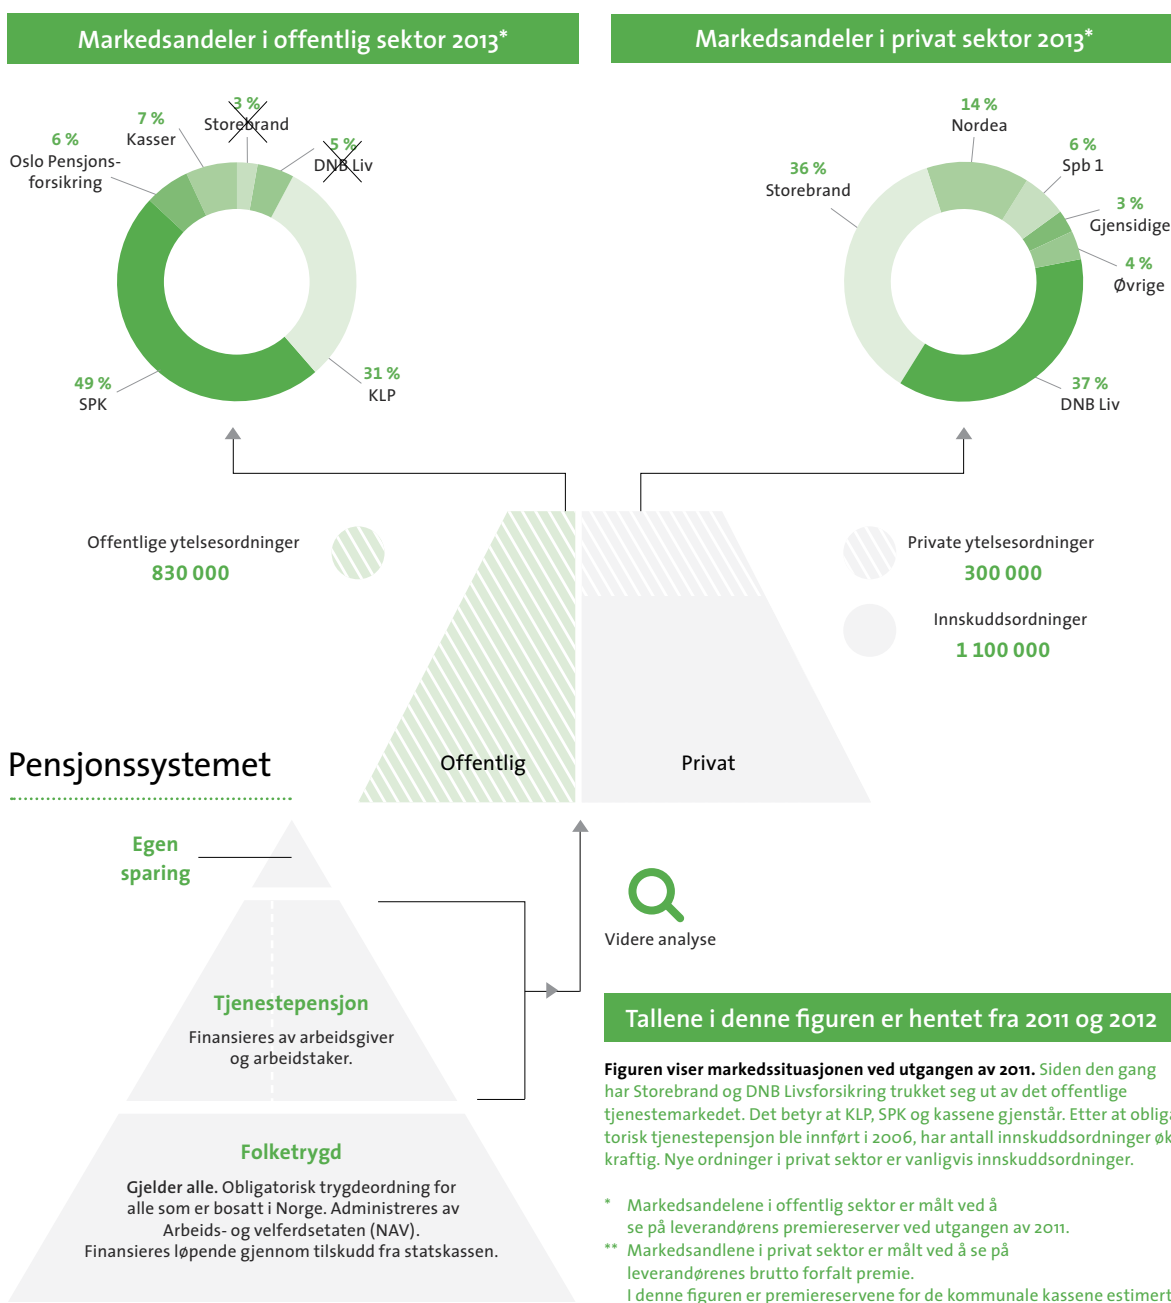 Markedsandeler i offentlig sektor 2013*
Markedsandeler i privat sektor 2013*
3 %
Storebrand
7 %
Kasser
5 %
DNB Liv
6 %
Oslo Pensjons-
forsikring
49 %
SPK
31 %
KLP
14 %
Nordea
6 %
Spb 1
36 %
Storebrand
3 %
Gjensidige
4 %
Øvrige
37 %
DNB Liv
Offentlige ytelsesordninger
830 000
Private ytelsesordninger
300 000
Innskuddsordninger
1 100 000
Offentlig
Privat
Pensjonssystemet
Egen
sparing
Videre analyse
Tjenestepensjon
Finansieres av arbeidsgiver
og arbeidstaker.
Folketrygd
Gjelder alle. Obligatorisk trygdeordning for
alle som er bosatt i Norge. Administreres av
Arbeids- og velferdsetaten (NAV).
Finansieres løpende gjennom tilskudd fra statskassen.
Tallene i denne figuren er hentet fra 2011 og 2012
Figuren viser markedssituasjonen ved utgangen av 2011. Siden den gang
har Storebrand og DNB Livsforsikring trukket seg ut av det offentlige
tjenestemarkedet. Det betyr at KLP, SPK og kassene gjenstår. Etter at obliga
torisk tjenestepensjon ble innført i 2006, har antall innskuddsordninger øk
kraftig. Nye ordninger i privat sektor er vanligvis innskuddsordninger.
* Markedsandelene i offentlig sektor er målt ved å
se på leverandørens premiereserver ved utgangen av 2011.
** Markedsandlene i privat sektor er målt ved å se på
leverandørenes brutto forfalt premie.
I denne figuren er premiereservene for de kommunale kassene estimert